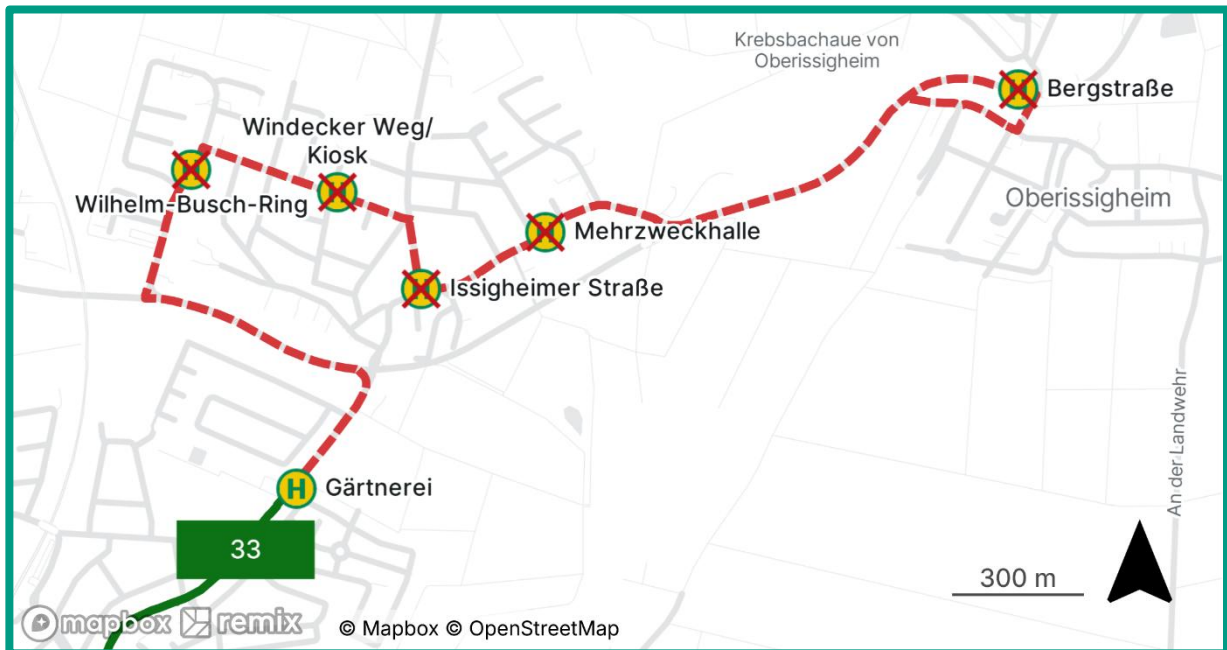 Krebsbachaue von
Oberissigheim
Bergstraße
Windecker Weg/
Kiosk
Wilhelm-Busch-Ring
Oberissigheim
Mehrzweckhalle
Issigheimer Straße
An der Landwehr
H Gärtnerei
33
300 m
mapbox remix © Mapbox © OpenStreetMap